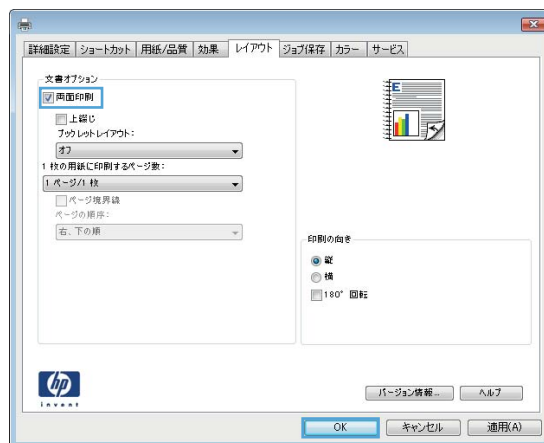 詳細設定 ショートカット 用紙/品質 効果 レイアウト ジョブ保存 カラー サービス
文書オプション
両面印刷
上綴じ
ブックレットレイアウト:
オフ
1 枚の用紙に印刷するページ数:
1 ページ/1 枚
ページ境界線
ページの順序:
右、下の順
E
印刷の向き
縦
横
180° 回転
hp
invent
バージョン情報... ヘルプ
OK キャンセル 適用(A)